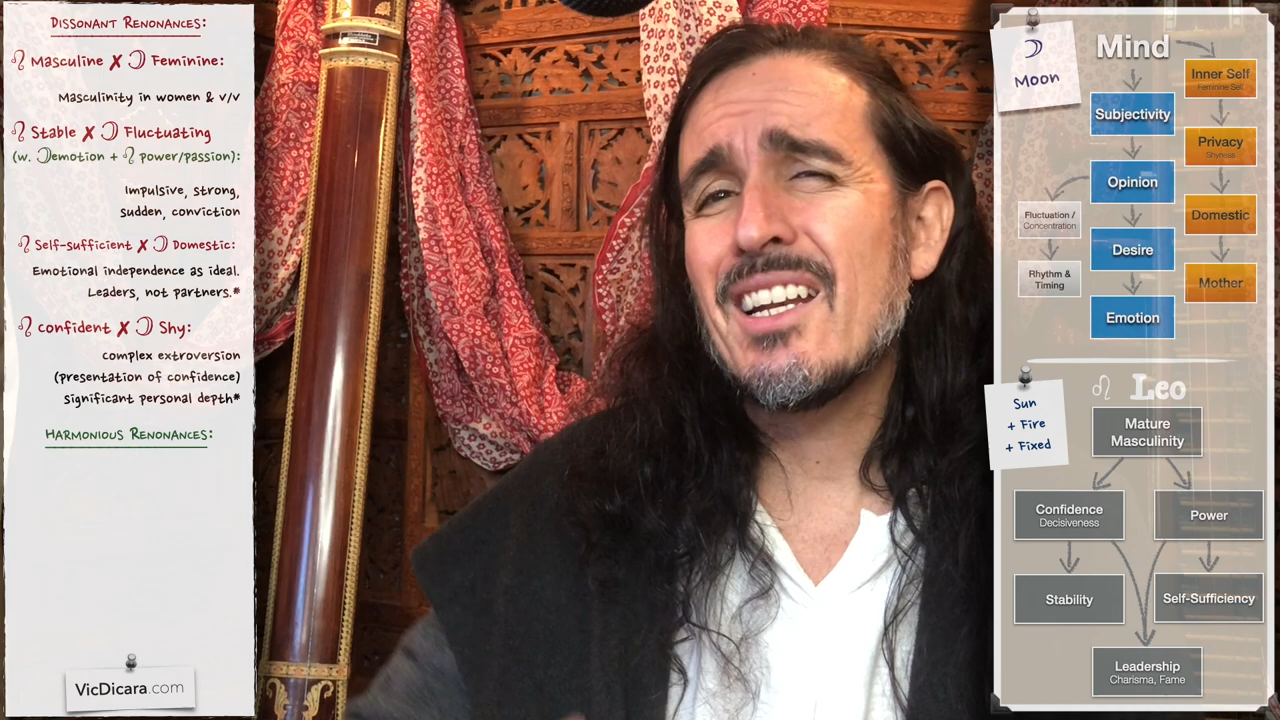 Dissonant Renonances:
♌ Masculine ✗ ☽ Feminine:
Masculinity in women & v/v
♌ Stable ✗ ☽ Fluctuating
(w. ☽emotion + ♌ power/passion):
Impulsive, strong,
sudden, conviction
♌ Self-sufficient ✗ ☽ Domestic:
Emotional independence as ideal.
Leaders, not partners.*
♌ confident ✗ ☽ Shy:
complex extroversion
(presentation of confidence)
significant personal depth*
Harmonious Renonances:
VicDicara.com
☽
Moon
Mind
Inner Self
Feminine Self
Subjectivity
Privacy
Shyness
Opinion
Fluctuation /
Concentration
Domestic
Desire
Rhythm &
Timing
Mother
Emotion
Sun
+ Fire
+ Fixed
♌ Leo
Mature
Masculinity
Confidence
Decisiveness
Power
Stability
Self-Sufficiency
Leadership
Charisma, Fame